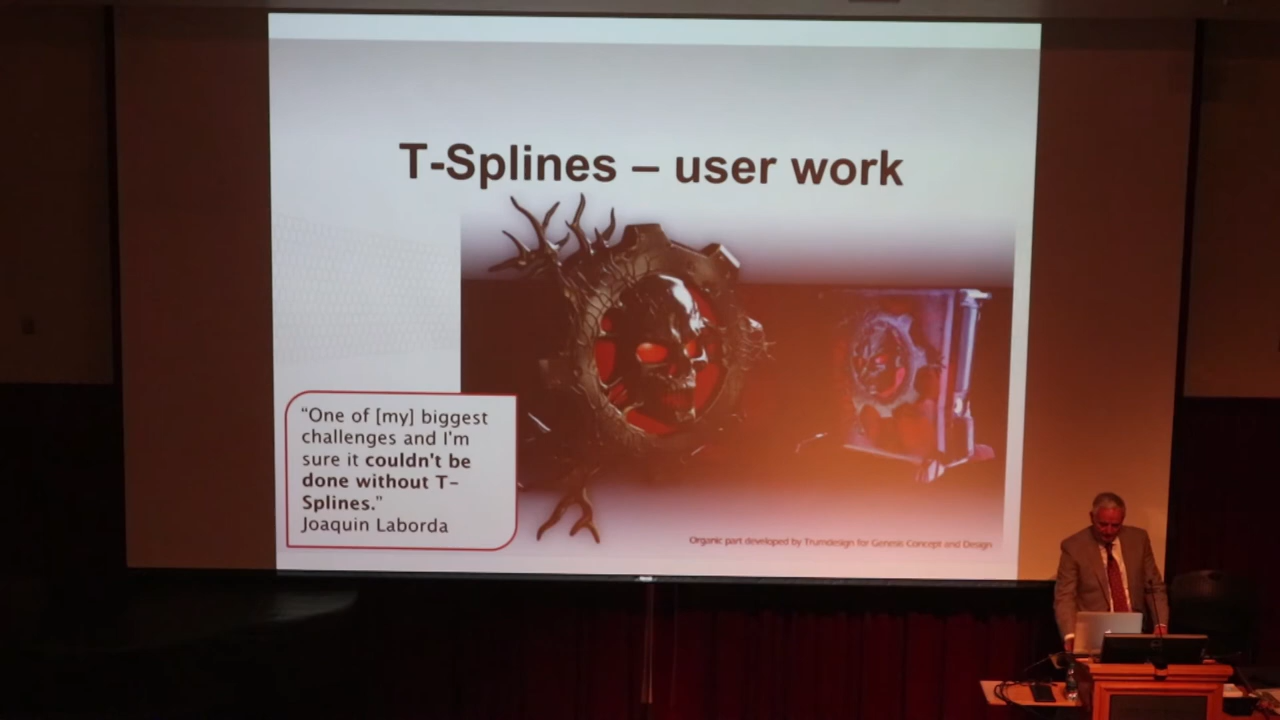 T-Splines – user work
“One of [my] biggest
challenges and I'm
sure it couldn't be
done without T-
Splines.”
Joaquin Laborda
Organic part developed by Trumdesign for Genesis Concept and Design